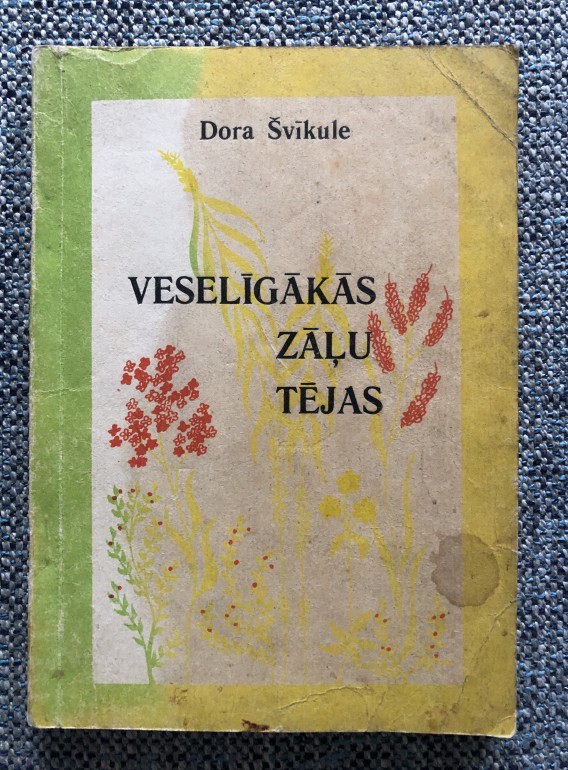 Dora Švīkule
VESELĪGĀKĀS
ZĀĻU
TĒJAS